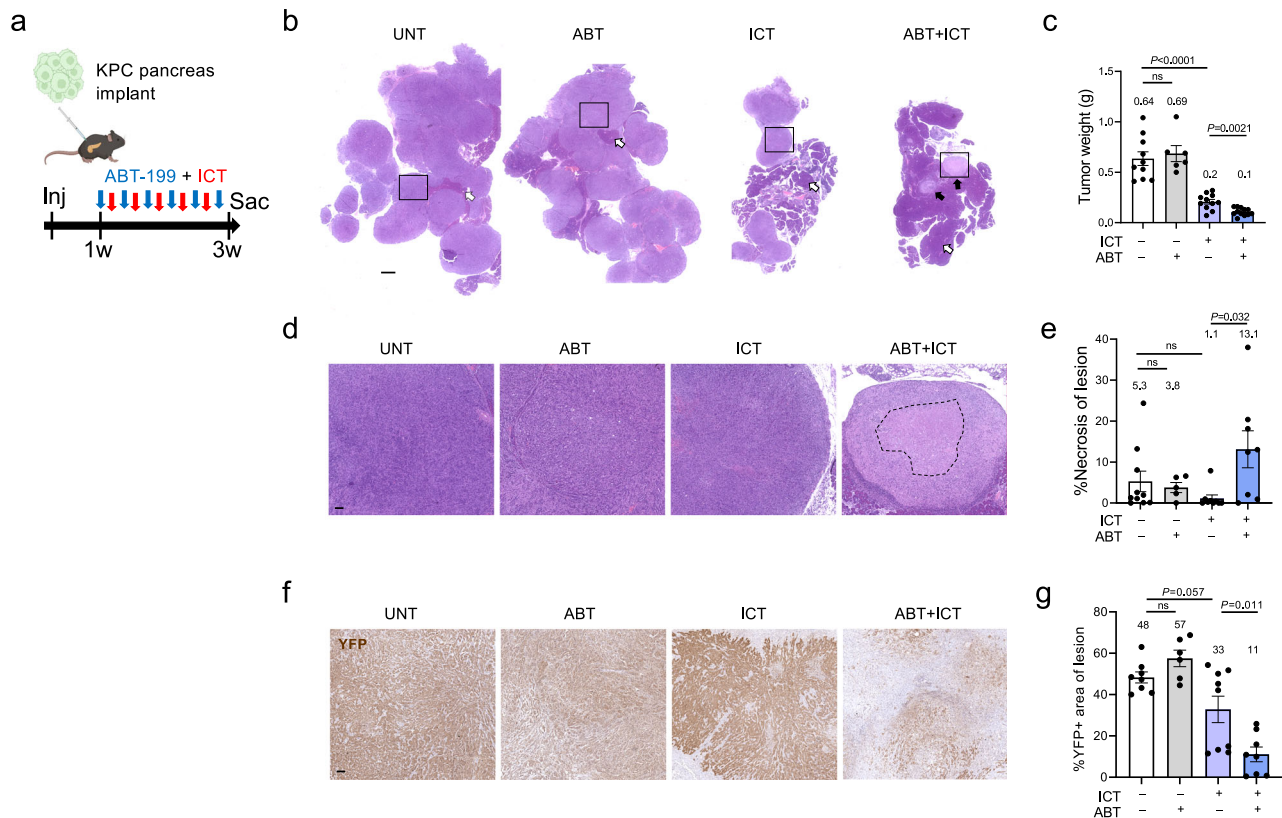 a
KPC pancreas
implant
ABT-199 + ICT
Inj
Sac
1w
3w
b
UNT
ABT
ICT
ABT+ICT
c
P<0.0001
ns
0.64
0.69
P=0.0021
0.2
0.1
Tumor weight (g)
1.5
1.0
0.5
0.0
ICT – – + +
ABT – + – +
d
UNT
ABT
ICT
ABT+ICT
e
P=0.032
1.1
13.1
ns
ns
5.3
3.8
%Necrosis of lesion
40
30
20
10
0
ICT – – + +
ABT – + – +
f
UNT
ABT
ICT
ABT+ICT
YFP
g
P=0.057
ns
P=0.011
48
57
33
11
%YFP+ area of lesion
80
60
40
20
0
ICT – – + +
ABT – + – +